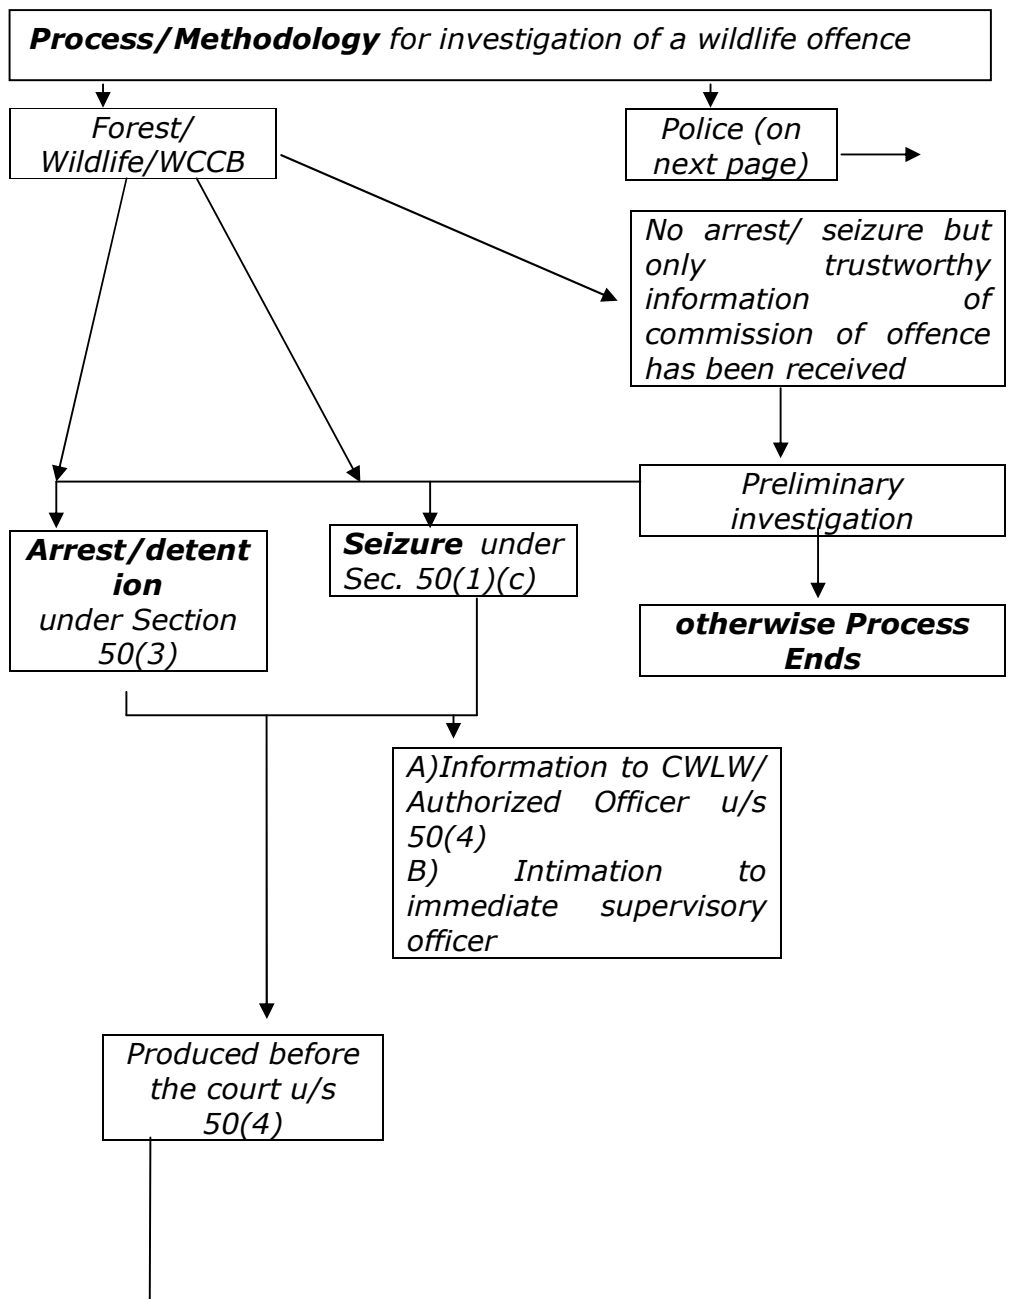 Process/Methodology for investigation of a wildlife offence
Forest/
Wildlife/WCCB
Police (on
next page)
No arrest/ seizure but
only trustworthy
information of
commission of offence
has been received
Preliminary
investigation
Arrest/detent
ion
under Section
50(3)
Seizure under
Sec. 50(1)(c)
otherwise Process
Ends
A)Information to CWLW/
Authorized Officer u/s
50(4)
B) Intimation to
immediate supervisory
officer
Produced before
the court u/s
50(4)